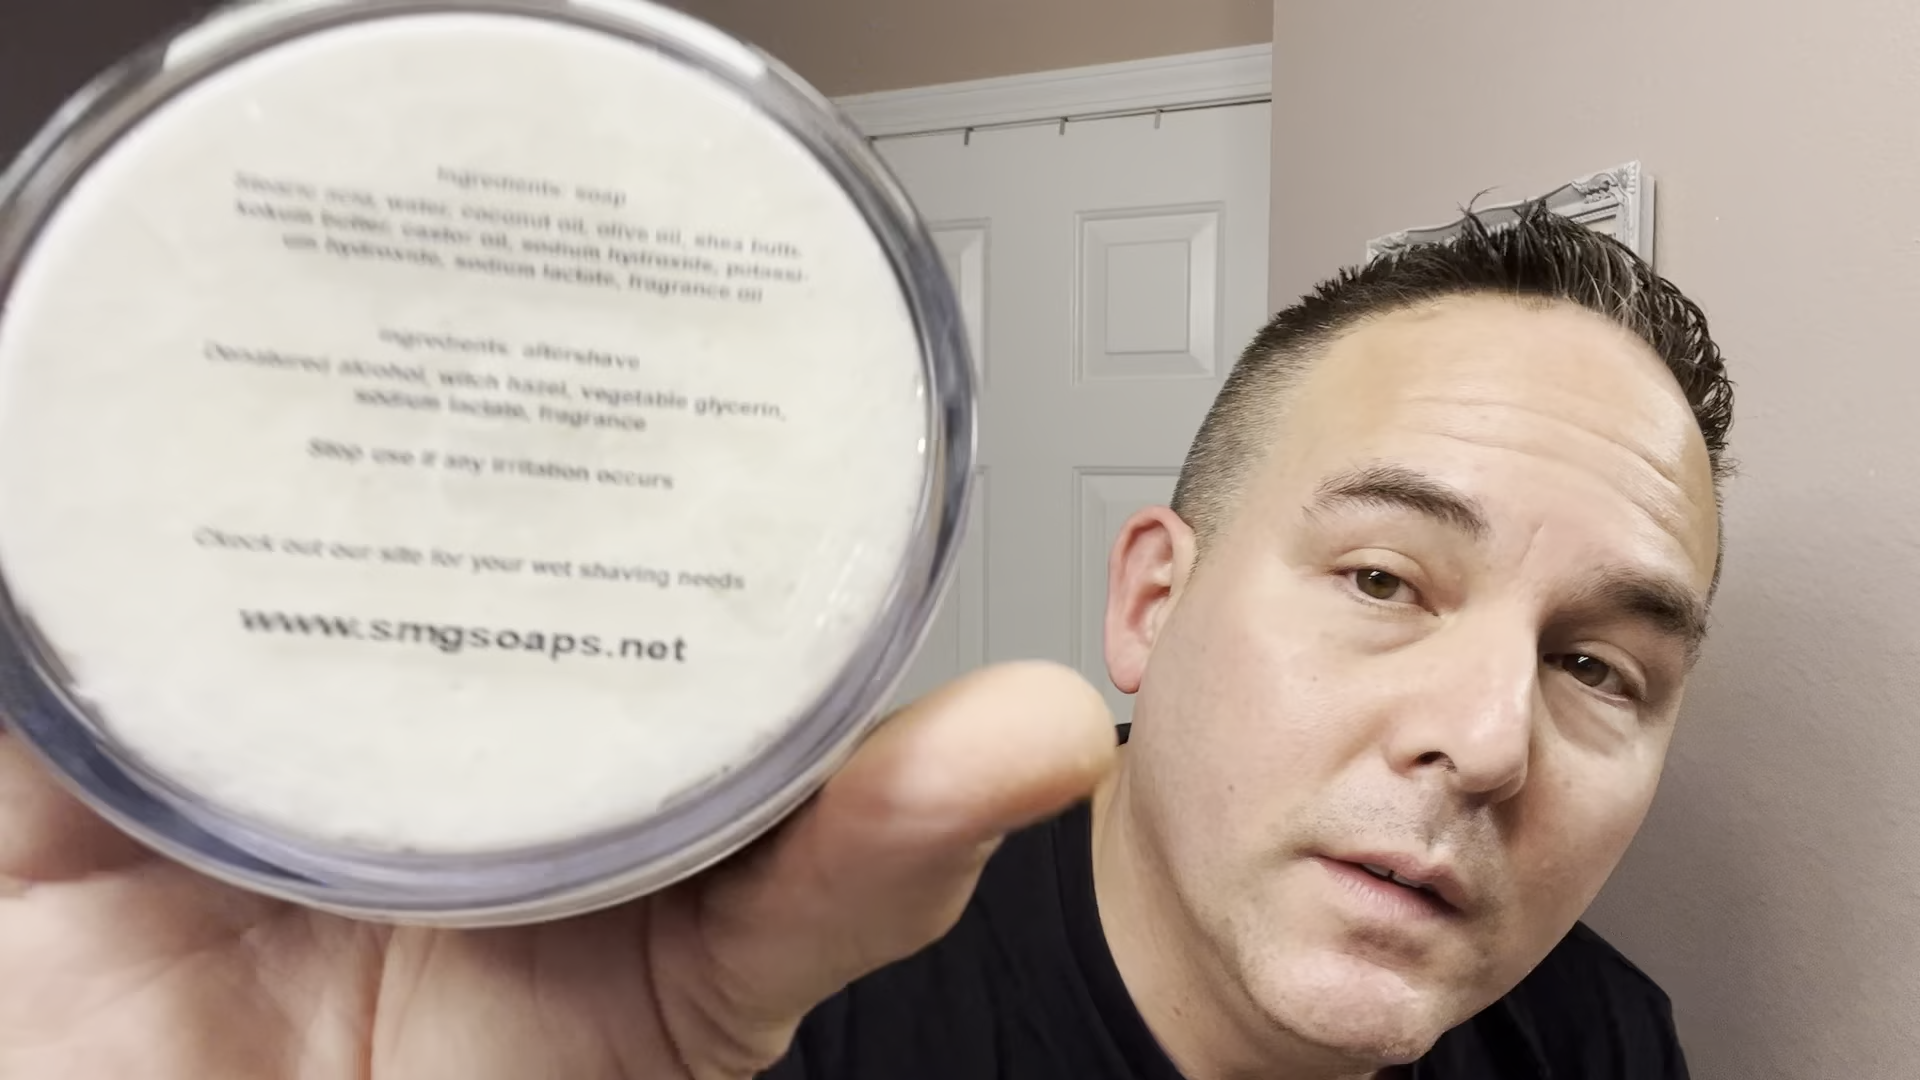 Ingredients: soap
Stearic acid, water, coconut oil, olive oil, shea butte,
kokum butter, castor oil, sodium hydroxide, potassi-
um hydroxide, sodium lactate, fragrance oil
Ingredients: aftershave
Denatured alcohol, witch hazel, vegetable glycerin,
sodium lactate, fragrance
Stop use if any irritation occurs
Check out our site for your wet shaving needs
www.smgsoaps.net